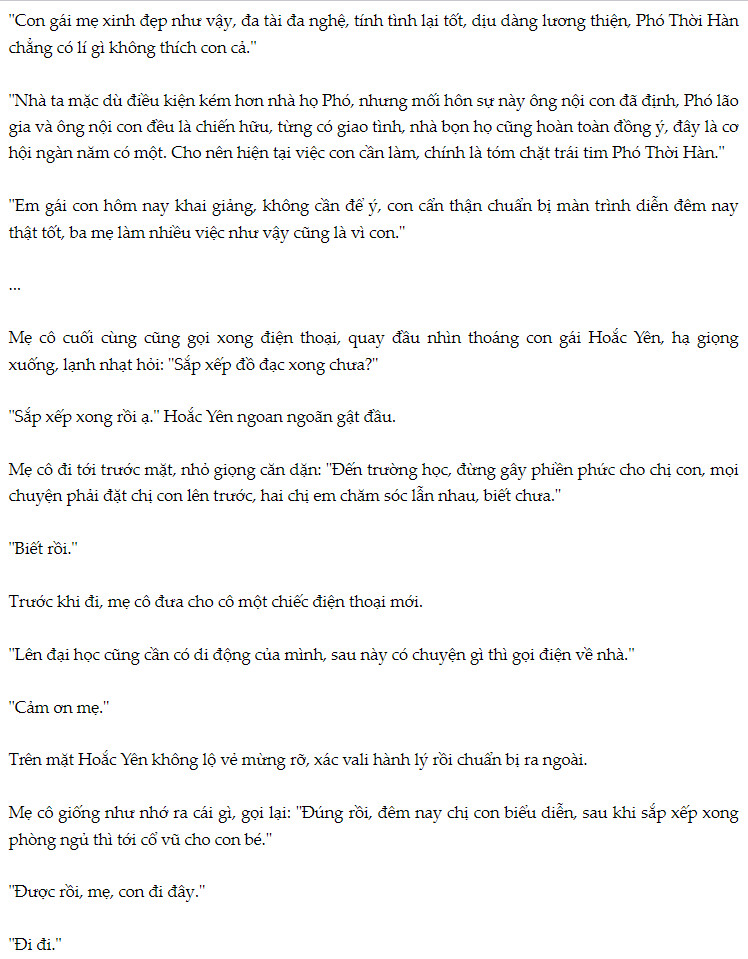 "Con gái mẹ xinh đẹp như vậy, đa tài đa nghệ, tính tình lại tốt, dịu dàng lương thiện, Phó Thời Hàn
chẳng có lí gì không thích con cả."
"Nhà ta mặc dù điều kiện kém hơn nhà họ Phó, nhưng mối hôn sự này ông nội con đã định, Phó lão
gia và ông nội con đều là chiến hữu, từng có giao tình, nhà bọn họ cũng hoàn toàn đồng ý, đây là cơ
hội ngàn năm có một. Cho nên hiện tại việc con cần làm, chính là tóm chặt trái tim Phó Thời Hàn."
"Em gái con hôm nay khai giảng, không cần để ý, con cẩn thận chuẩn bị màn trình diễn đêm nay
thật tốt, ba mẹ làm nhiều việc như vậy cũng là vì con."
...
Mẹ cô cuối cùng cũng gọi xong điện thoại, quay đầu nhìn thoáng con gái Hoắc Yên, hạ giọng
xuống, lạnh nhạt hỏi: "Sắp xếp đồ đạc xong chưa?"
"Sắp xếp xong rồi ạ." Hoắc Yên ngoan ngoãn gật đầu.
Mẹ cô đi tới trước mặt, nhỏ giọng căn dặn: "Đến trường học, đừng gây phiền phức cho chị con, mọi
chuyện phải đặt chị con lên trước, hai chị em chăm sóc lẫn nhau, biết chưa."
"Biết rồi."
Trước khi đi, mẹ cô đưa cho cô một chiếc điện thoại mới.
"Lên đại học cũng cần có di động của mình, sau này có chuyện gì thì gọi điện về nhà."
"Cảm ơn mẹ."
Trên mặt Hoắc Yên không lộ vẻ mừng rỡ, xác vali hành lý rồi chuẩn bị ra ngoài.
Mẹ cô giống như nhớ ra cái gì, gọi lại: "Đúng rồi, đêm nay chị con biểu diễn, sau khi sắp xếp xong
phòng ngủ thì tới cổ vũ cho con bé."
"Được rồi, mẹ, con đi đây."
"Đi đi."